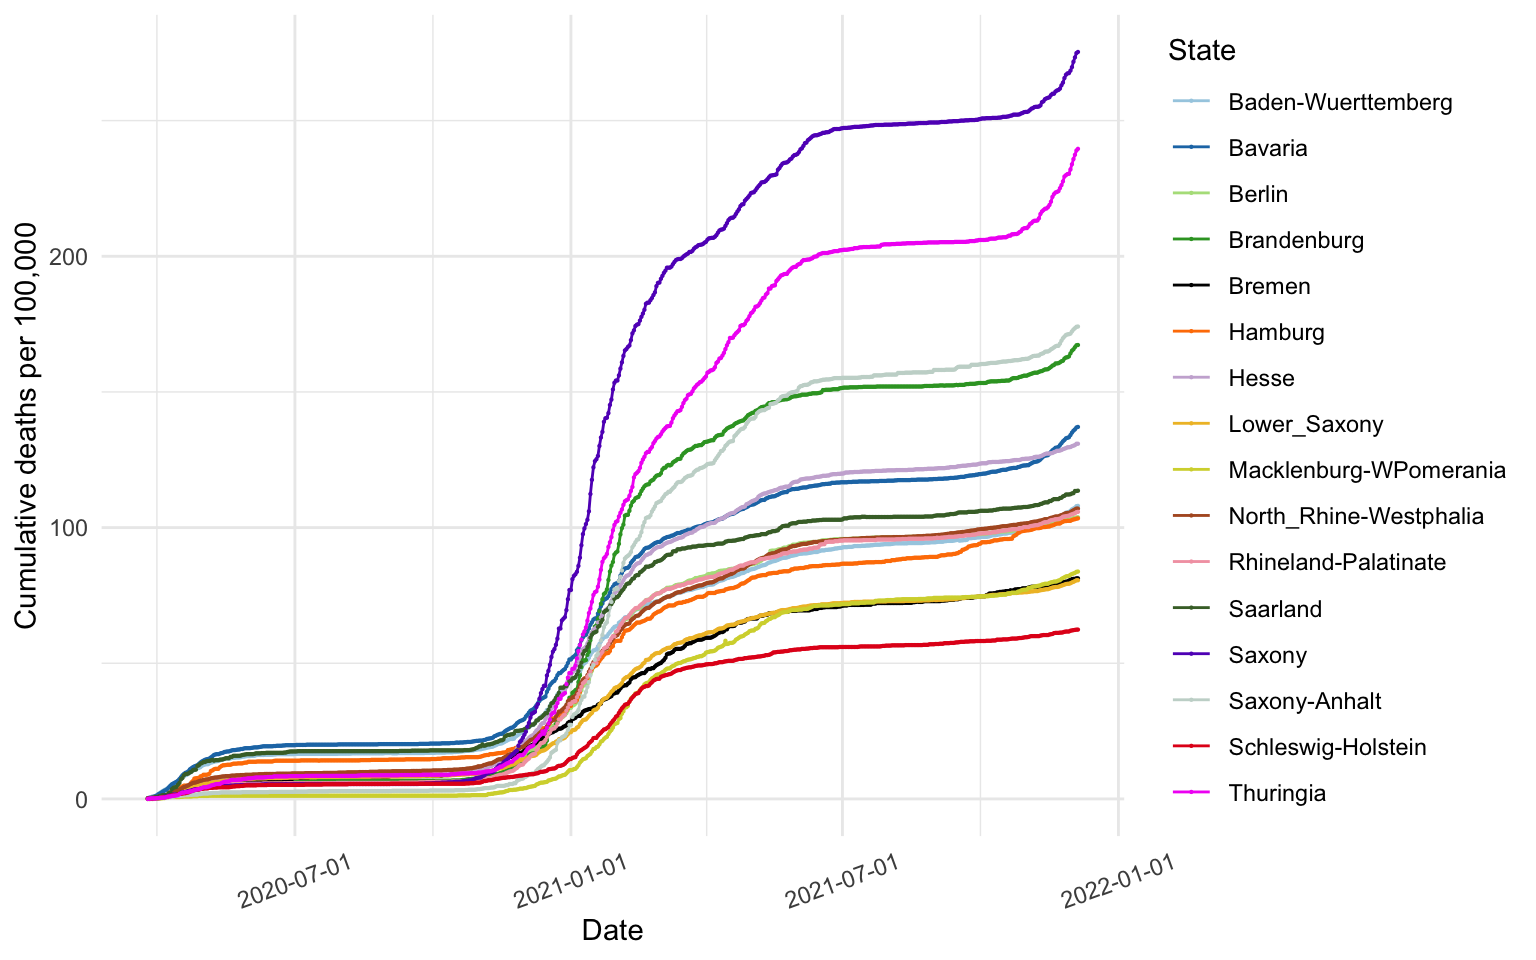 Cumulative deaths per 100,000
200
100
0
2020-07-01
2021-01-01
2021-07-01
2022-01-01
Date
State
Baden-Wuerttemberg
Bavaria
Berlin
Brandenburg
Bremen
Hamburg
Hesse
Lower_Saxony
Macklenburg-WPomerania
North_Rhine-Westphalia
Rhineland-Palatinate
Saarland
Saxony
Saxony-Anhalt
Schleswig-Holstein
Thuringia